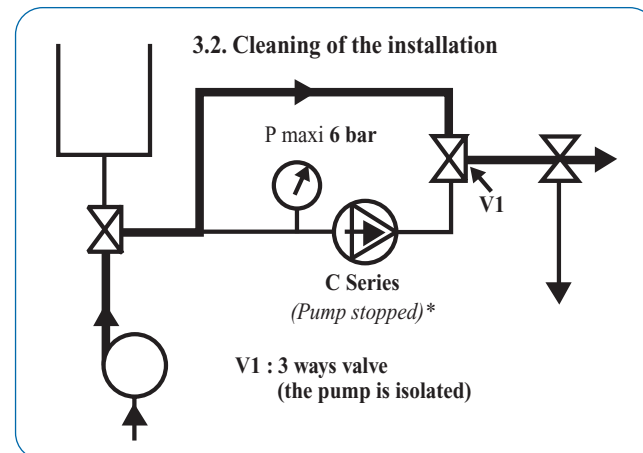 3.2. Cleaning of the installation
P maxi 6 bar
V1
C Series
(Pump stopped)*
V1 : 3 ways valve
(the pump is isolated)